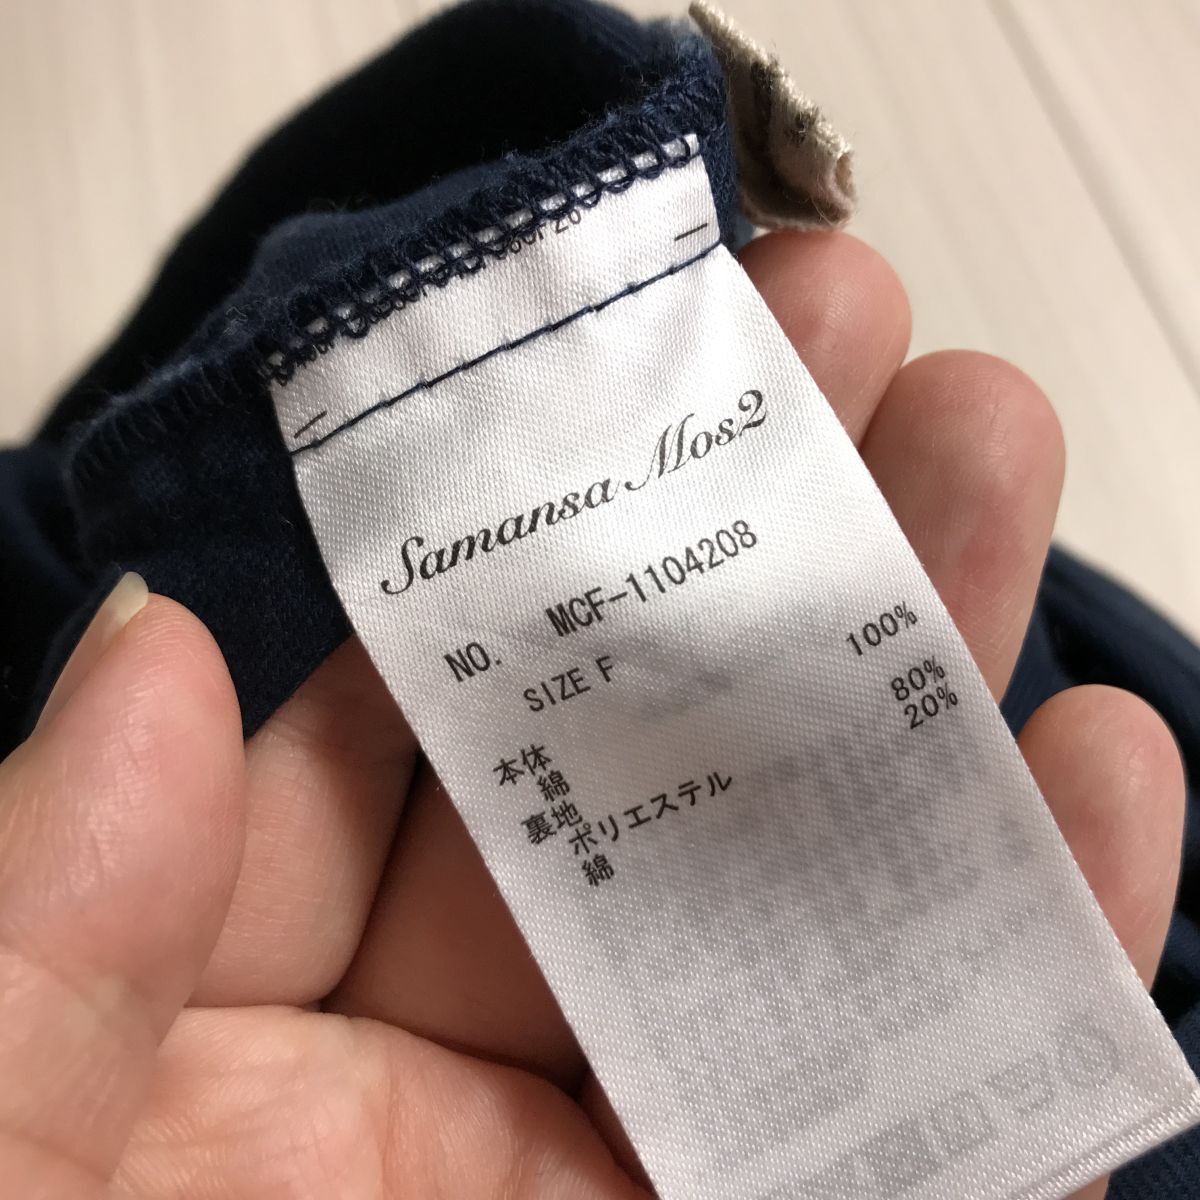 Samansa Mos2
NO. MCF-1104208
SIZE F
本体
綿 100%
裏地
ポリエステル 80%
綿 20%